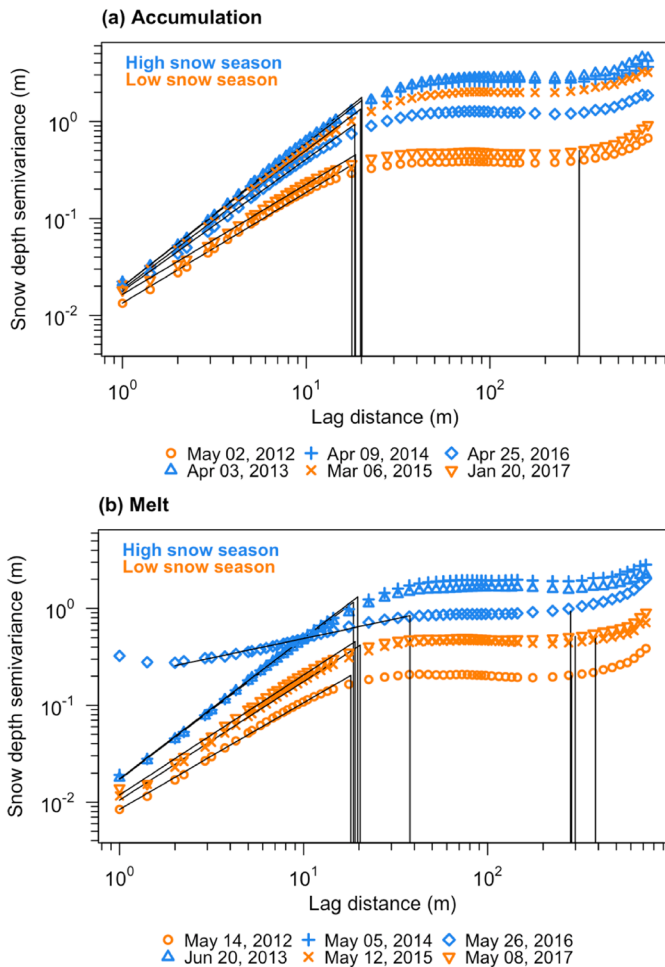 (a) Accumulation
High snow season
Low snow season
Snow depth semivariance (m)
10^0
10^-1
10^-2
10^0 10^1 10^2
Lag distance (m)
May 02, 2012 Apr 09, 2014 Apr 25, 2016
Apr 03, 2013 Mar 06, 2015 Jan 20, 2017
(b) Melt
High snow season
Low snow season
Snow depth semivariance (m)
10^0
10^-1
10^-2
10^0 10^1 10^2
Lag distance (m)
May 14, 2012 May 05, 2014 May 26, 2016
Jun 20, 2013 May 12, 2015 May 08, 2017